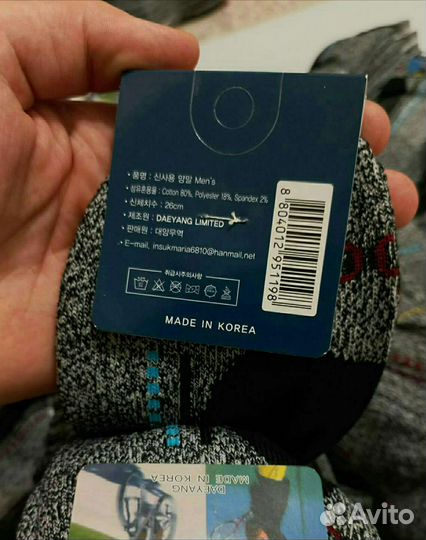 • 품명 : 신사용 양말 Men's
• 섬유혼용율 : Cotton 80%, Polyester 18%, Spandex 2%
• 신체치수 : 26cm
• 제조원 : DAEYANG LIMITED
• 판매원 : 대양무역
• E-mail, insukmaria6810@hanmail.net
취급시주의사항
MADE IN KOREA
8 804012 951198
DAEYANG
MADE IN KOREA
Avito